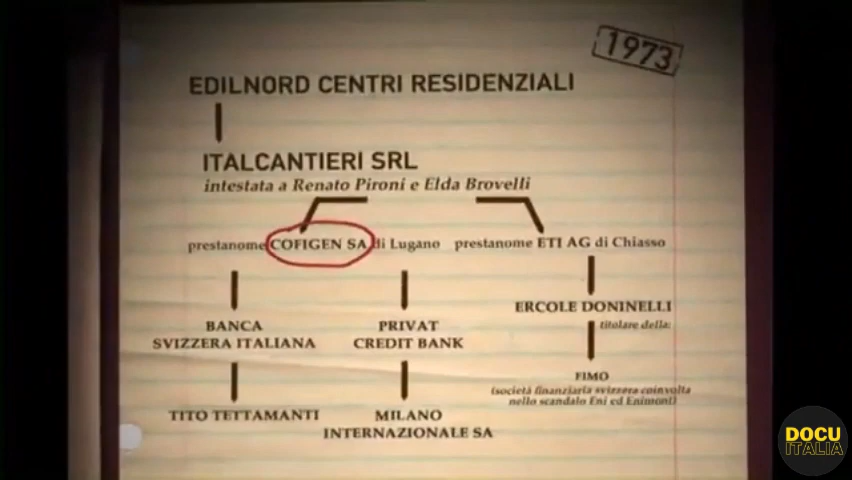 1973
EDILNORD CENTRI RESIDENZIALI
ITALCANTIERI SRL
intestata a Renato Pironi e Elda Brovelli
prestanome COFIGEN SA di Lugano prestanome ETI AG di Chiasso
ERCOLE DONINELLI
titolare della:
BANCA
SVIZZERA ITALIANA
PRIVAT
CREDIT BANK
FIMO
(società finanziaria svizzera coinvolta
nello scandalo Eni ed Enimont)
TITO TETTAMANTI
MILANO
INTERNAZIONALE SA
DOCU
ITALIA